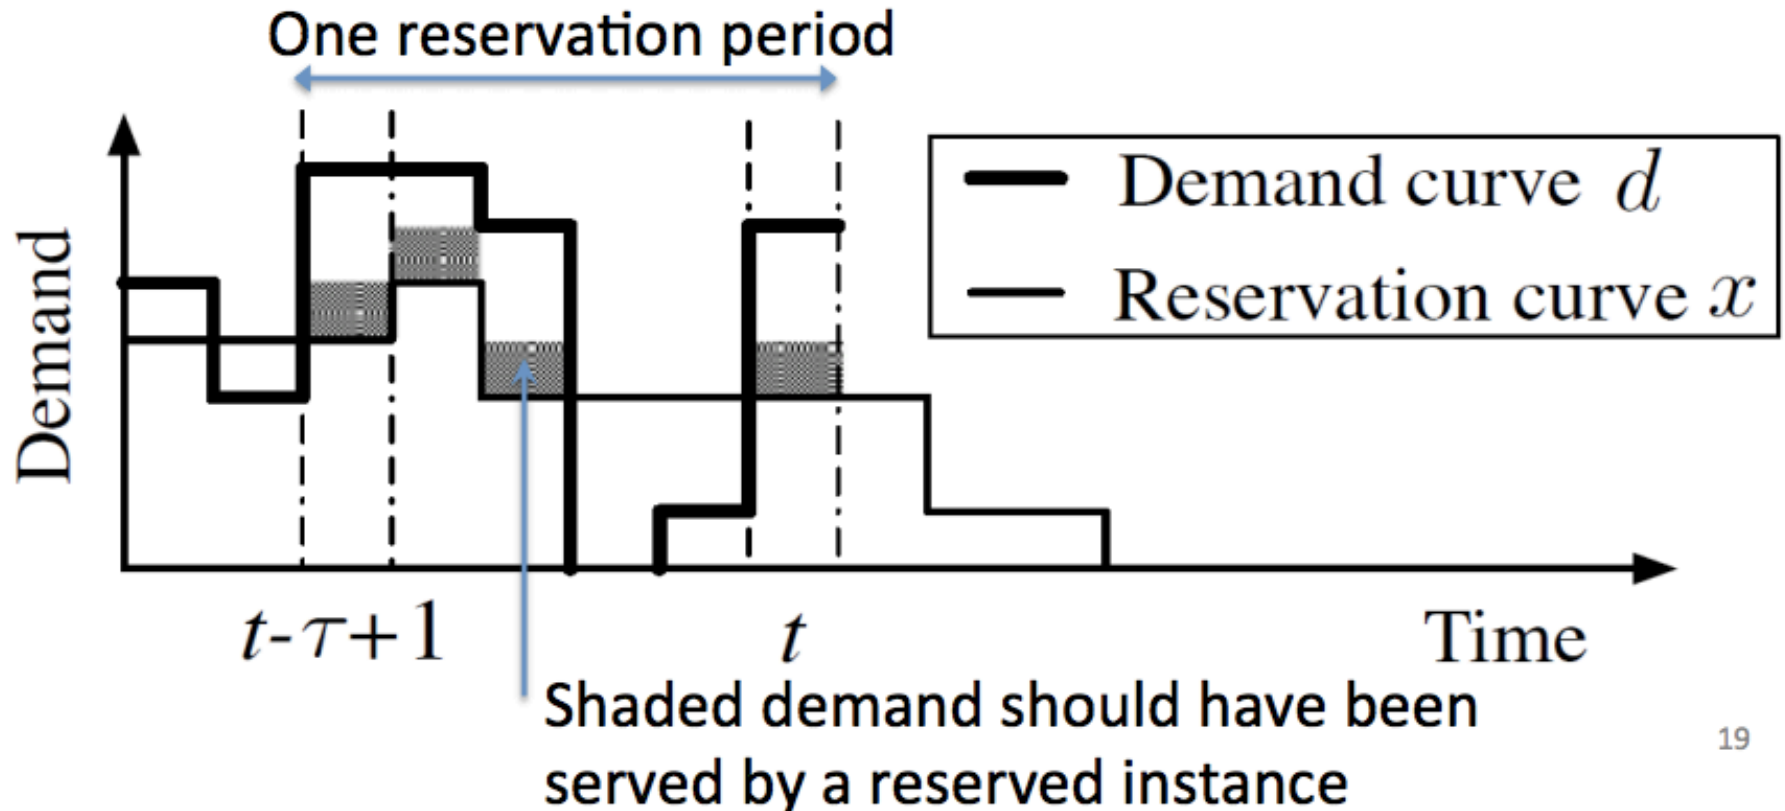 One reservation period
Demand curve d
Reservation curve x
Demand
t-τ+1
t
Time
Shaded demand should have been
served by a reserved instance
19